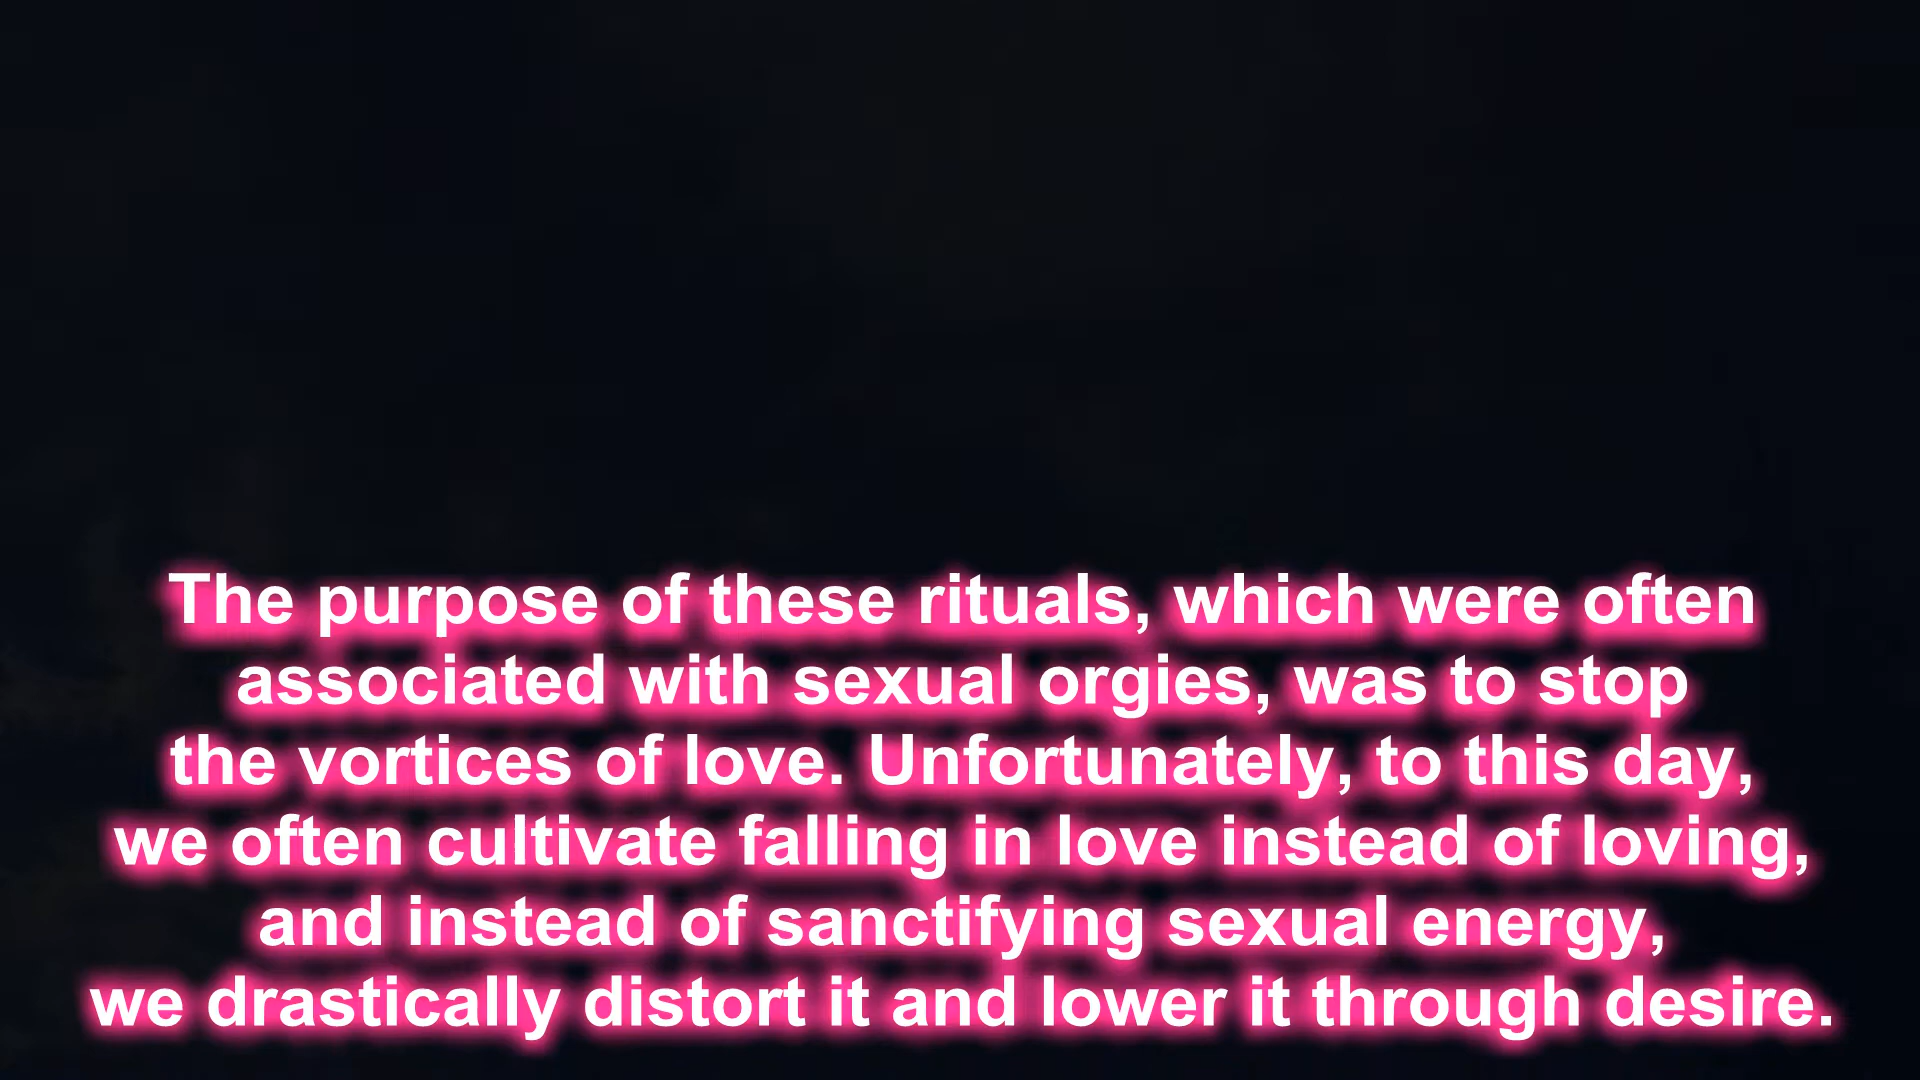 The purpose of these rituals, which were often
associated with sexual orgies, was to stop
the vortices of love. Unfortunately, to this day,
we often cultivate falling in love instead of loving,
and instead of sanctifying sexual energy,
we drastically distort it and lower it through desire.